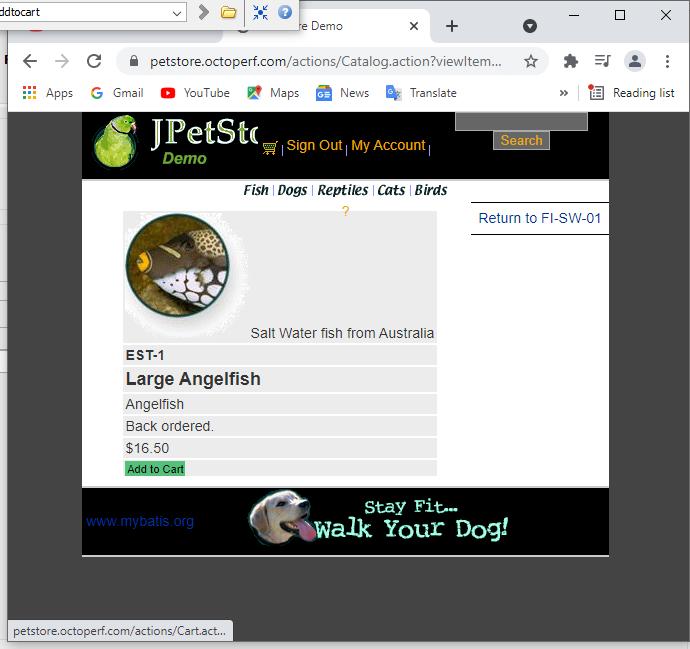 ddtocart
re Demo
petstore.octoperf.com/actions/Catalog.action?viewItem...
Apps Gmail YouTube Maps News Translate » Reading list
JPetSto
Demo
Sign Out | My Account |
Search
Fish | Dogs | Reptiles | Cats | Birds
?
Return to FI-SW-01
Salt Water fish from Australia
EST-1
Large Angelfish
Angelfish
Back ordered.
$16.50
Add to Cart
www.mybatis.org
Stay Fit...
Walk Your Dog!
petstore.octoperf.com/actions/Cart.act...